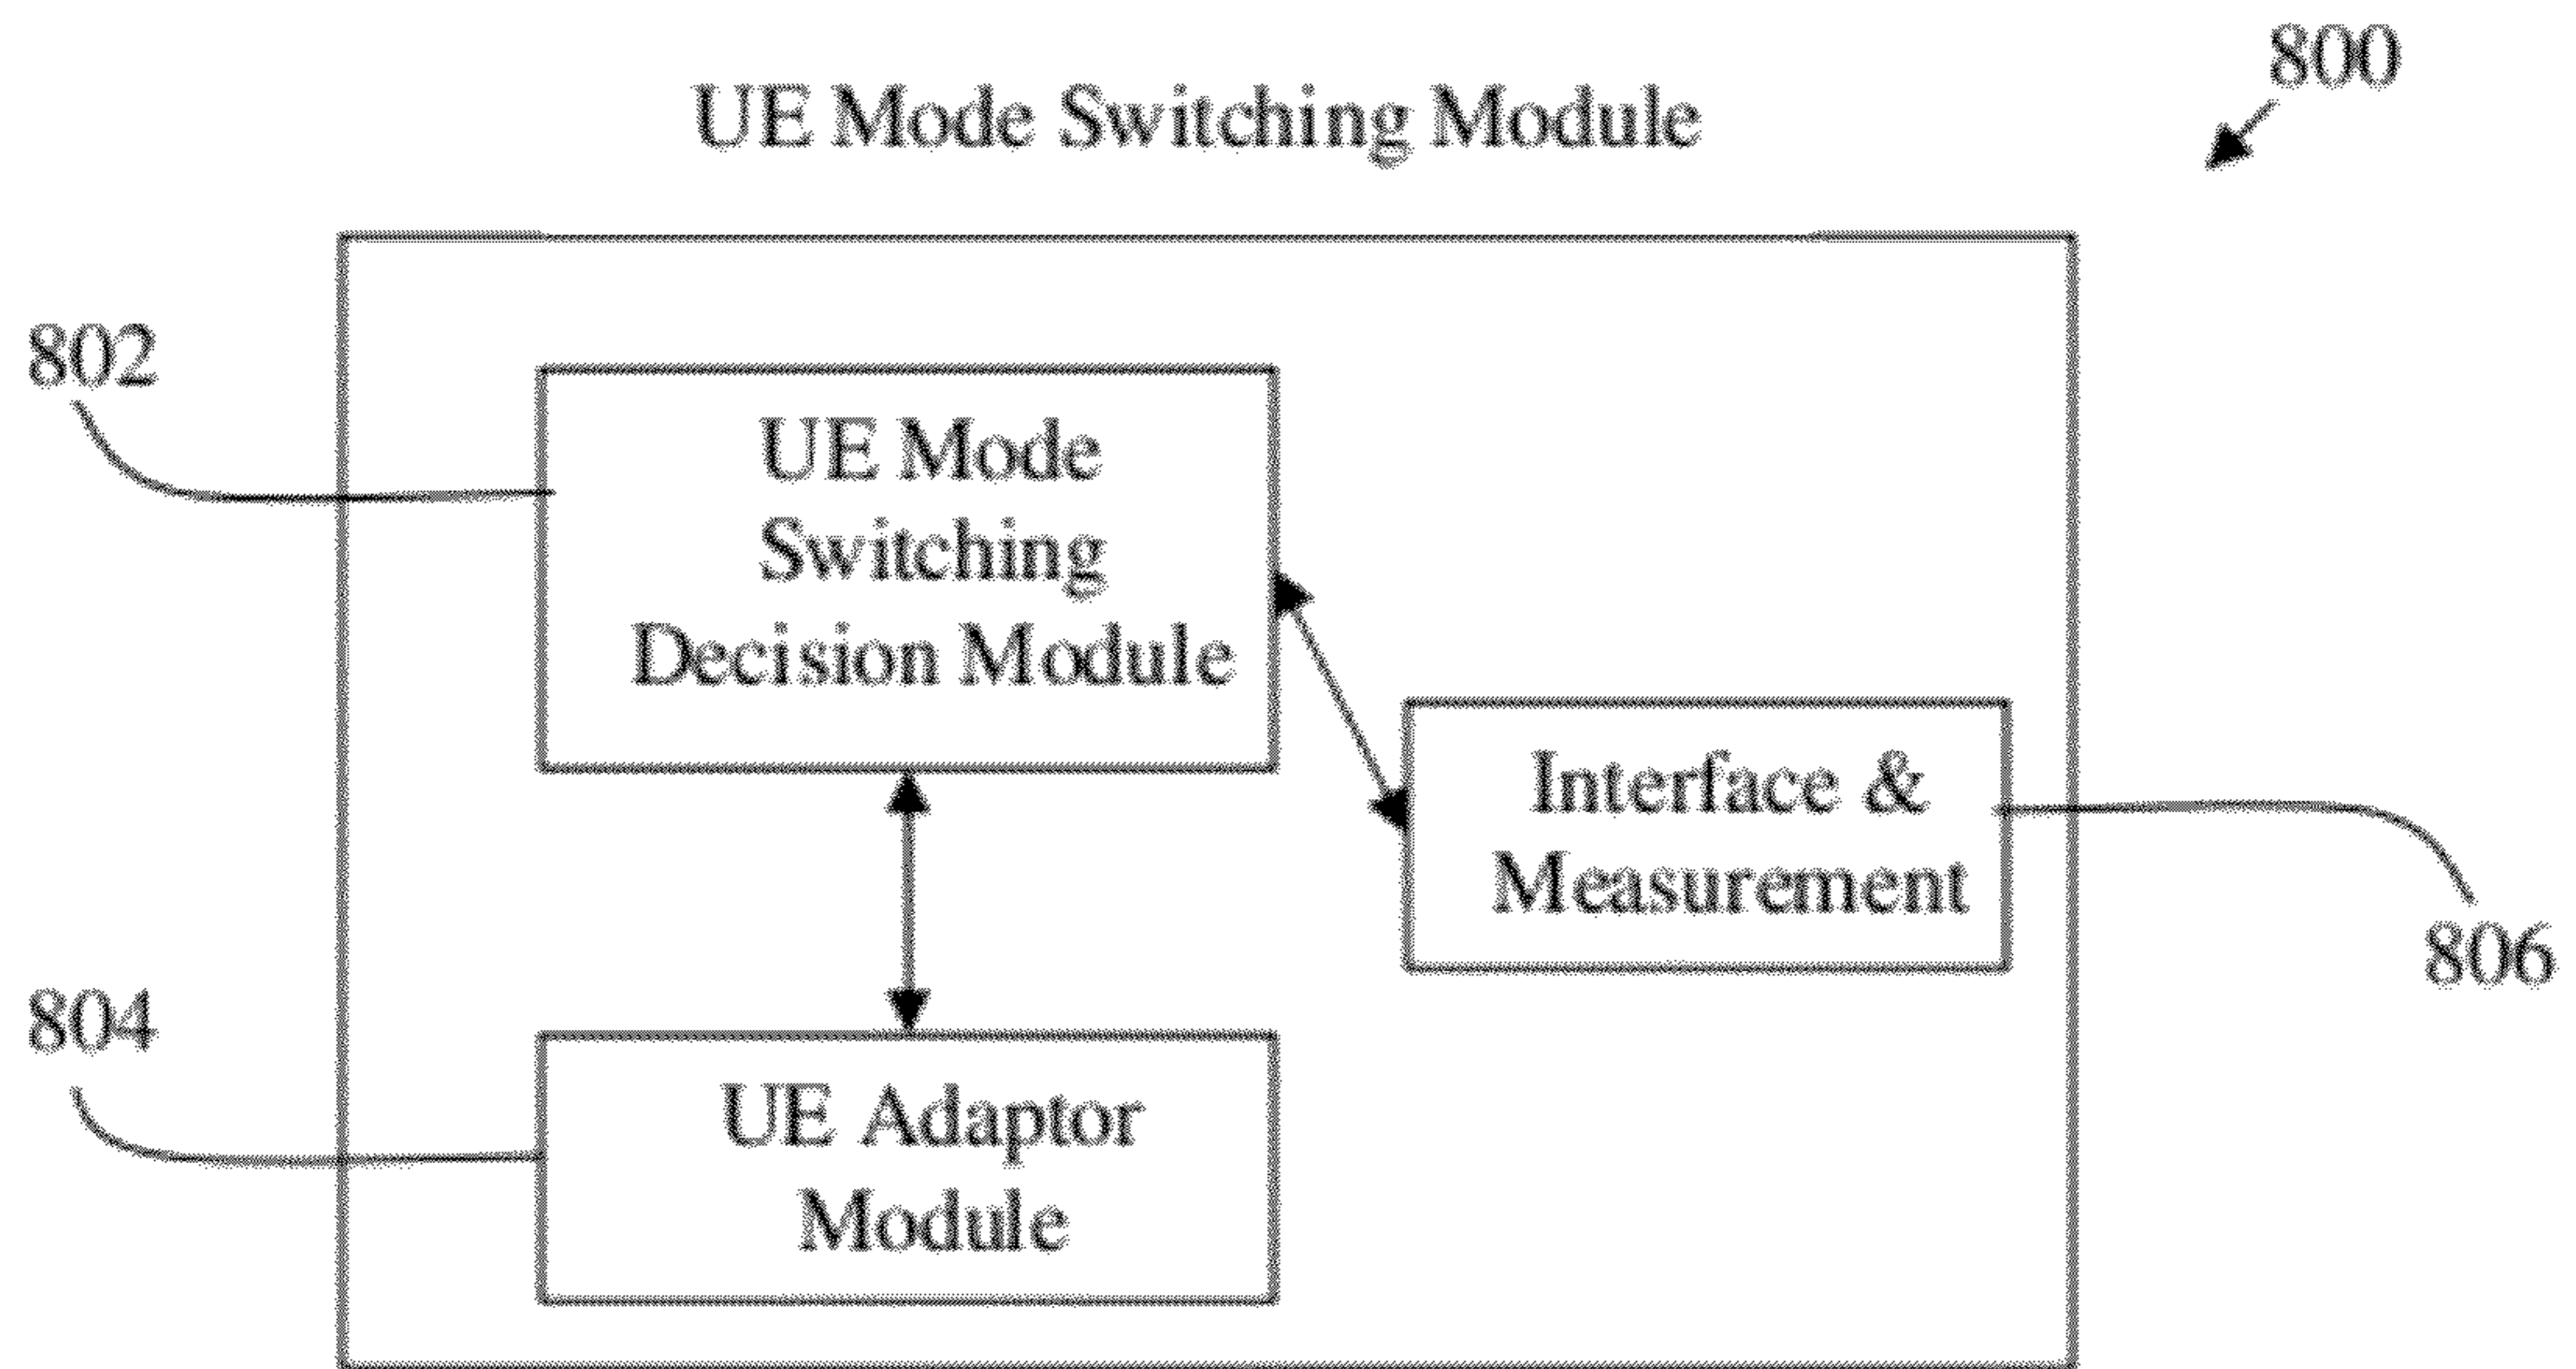 800
UE Mode Switching Module
802
UE Mode
Switching
Decision Module
Interface &
Measurement
806
804
UE Adaptor
Module